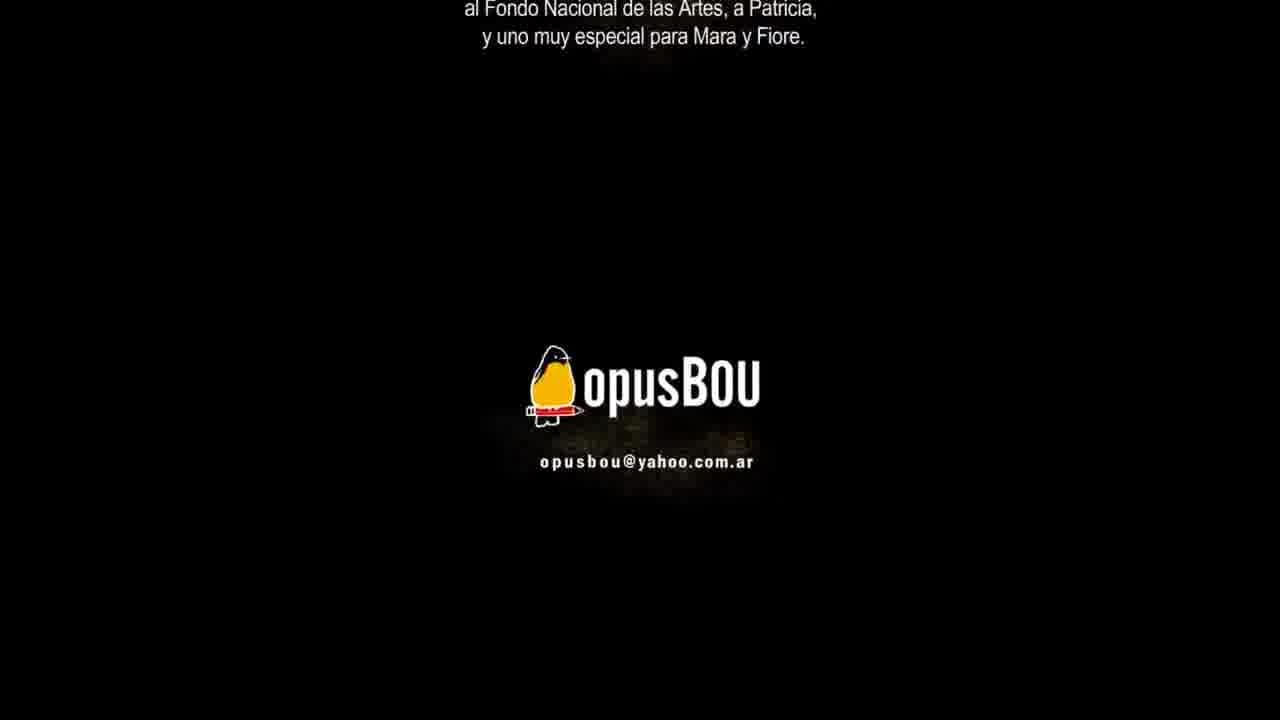 al Fondo Nacional de las Artes, a Patricia,
y uno muy especial para Mara y Fiore.
opusBOU
opusbou@yahoo.com.ar